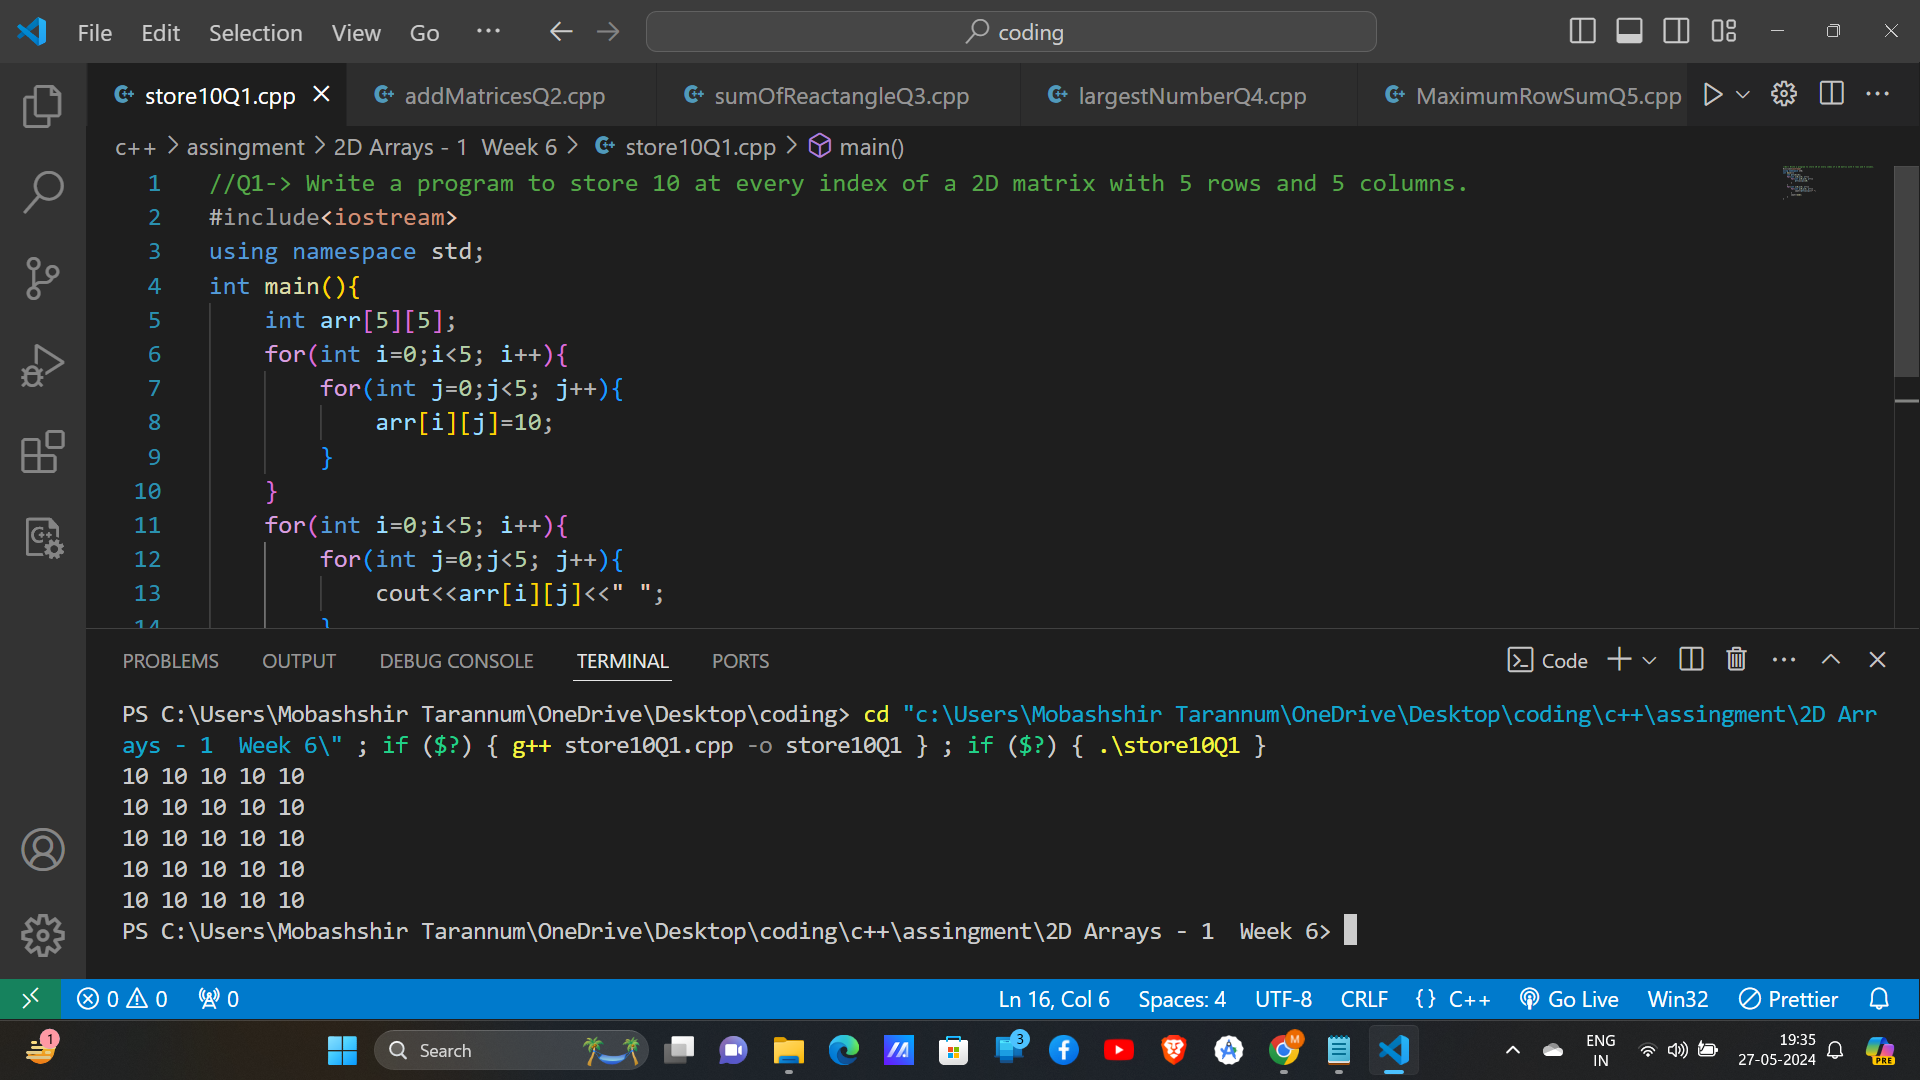 File Edit Selection View Go ... coding
store10Q1.cpp addMatricesQ2.cpp sumOfReactangleQ3.cpp largestNumberQ4.cpp MaximumRowSumQ5.cpp
c++ > assingment > 2D Arrays - 1 Week 6 > store10Q1.cpp > main()
1 //Q1-> Write a program to store 10 at every index of a 2D matrix with 5 rows and 5 columns.
2 #include<iostream>
3 using namespace std;
4 int main(){
5 int arr[5][5];
6 for(int i=0;i<5; i++){
7 for(int j=0;j<5; j++){
8 arr[i][j]=10;
9 }
10 }
11 for(int i=0;i<5; i++){
12 for(int j=0;j<5; j++){
13 cout<<arr[i][j]<<" ";
14 }
PROBLEMS OUTPUT DEBUG CONSOLE TERMINAL PORTS Code
PS C:\Users\Mobashshir Tarannum\OneDrive\Desktop\coding> cd "c:\Users\Mobashshir Tarannum\OneDrive\Desktop\coding\c++\assingment\2D Arr
ays - 1  Week 6\" ; if ($?) { g++ store10Q1.cpp -o store10Q1 } ; if ($?) { .\store10Q1 }
10 10 10 10 10
10 10 10 10 10
10 10 10 10 10
10 10 10 10 10
10 10 10 10 10
PS C:\Users\Mobashshir Tarannum\OneDrive\Desktop\coding\c++\assingment\2D Arrays - 1  Week 6>
0 0 0 Ln 16, Col 6 Spaces: 4 UTF-8 CRLF {} C++ Go Live Win32 Prettier
1 Search 3 M ENG 19:35
IN 27-05-2024 PRE